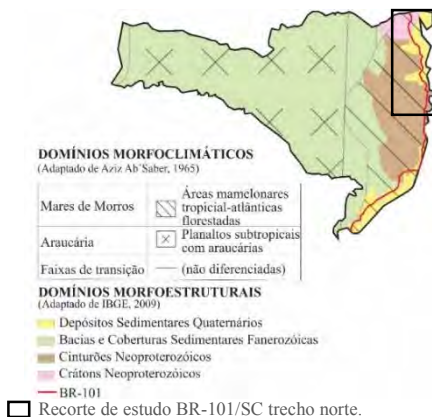 DOMÍNIOS MORFOCLIMÁTICOS
(Adaptado de Aziz Ab´Saber, 1965)
Mares de Morros
Áreas mamelonares
tropical-atlânticas
florestadas
Araucária
Planaltos subtropicais
com araucárias
Faixas de transição
(não diferenciadas)
DOMÍNIOS MORFOESTRUTURAIS
(Adaptado de IBGE, 2009)
Depósitos Sedimentares Quaternários
Bacias e Coberturas Sedimentares Fanerozóicas
Cinturões Neoproterozóicos
Crátons Neoproterozóicos
BR-101
Recorte de estudo BR-101/SC trecho norte.